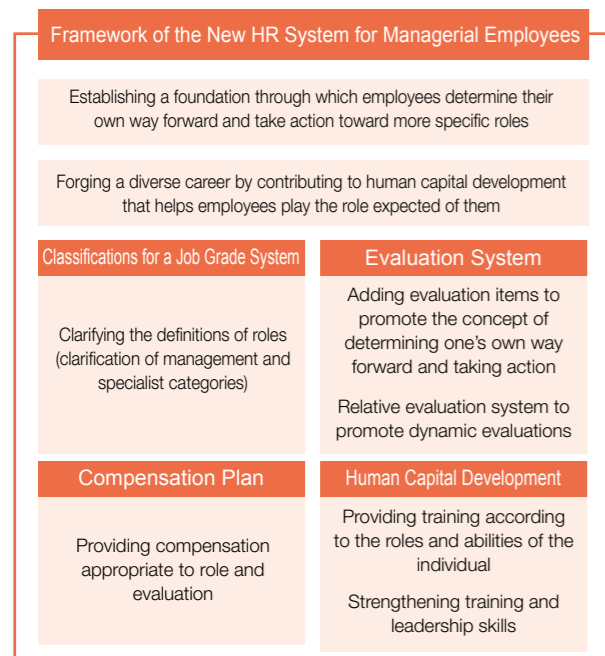 Framework of the New HR System for Managerial Employees
Establishing a foundation through which employees determine their
own way forward and take action toward more specific roles
Forging a diverse career by contributing to human capital development
that helps employees play the role expected of them
Classifications for a Job Grade System
Clarifying the definitions of roles
(clarification of management and
specialist categories)
Evaluation System
Adding evaluation items to
promote the concept of
determining one's own way
forward and taking action
Relative evaluation system to
promote dynamic evaluations
Compensation Plan
Providing compensation
appropriate to role and
evaluation
Human Capital Development
Providing training according
to the roles and abilities of the
individual
Strengthening training and
leadership skills